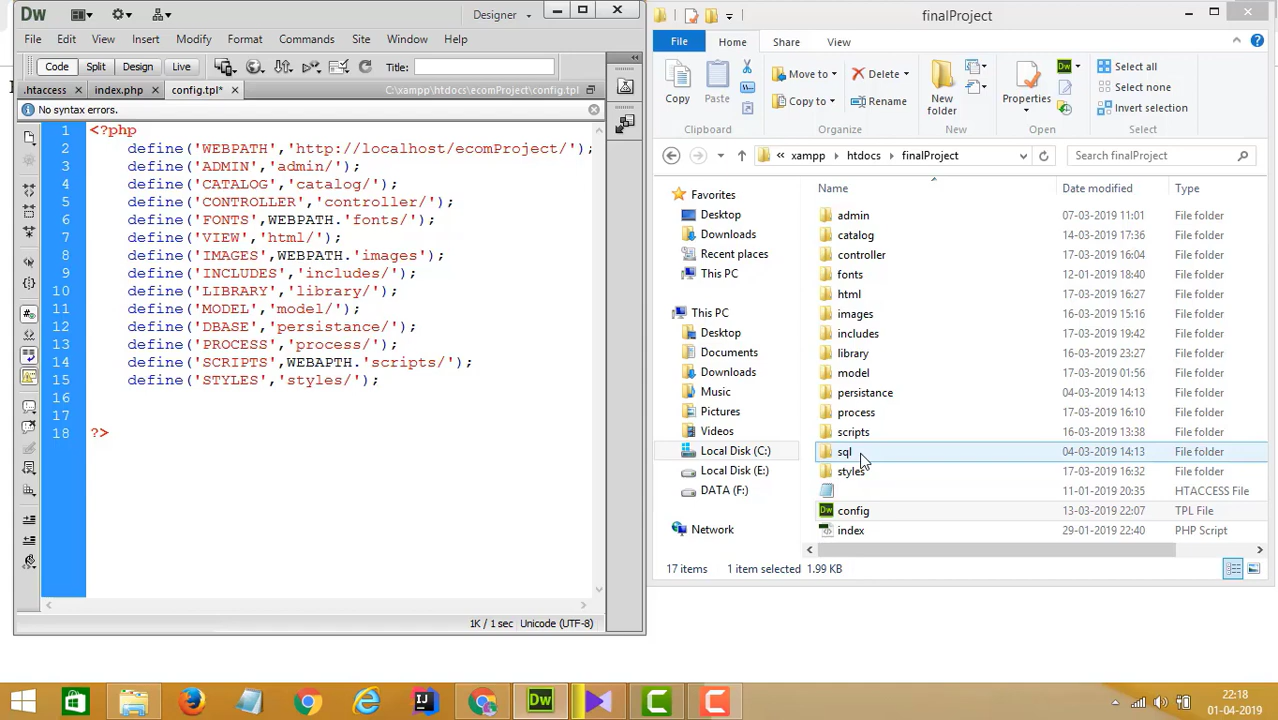 Dw
Designer
File Edit View Insert Modify Format Commands Site Window Help
Code Split Design Live Title:
.htaccess index.php config.tpl* C:\xampp\htdocs\ecomProject\config.tpl
No syntax errors.
1 <?php
2 define('WEBPATH','http://localhost/ecomProject/');
3 define('ADMIN','admin/');
4 define('CATALOG','catalog/');
5 define('CONTROLLER','controller/');
6 define('FONTS',WEBPATH.'fonts/');
7 define('VIEW','html/');
8 define('IMAGES',WEBPATH.'images');
9 define('INCLUDES','includes/');
10 define('LIBRARY','library/');
11 define('MODEL','model/');
12 define('DBASE','persistance/');
13 define('PROCESS','process/');
14 define('SCRIPTS',WEBAPTH.'scripts/');
15 define('STYLES','styles/');
16
17
18 ?>
1K / 1 sec Unicode (UTF-8)
finalProject
File Home Share View
Copy Paste Move to Copy to Delete Rename New folder Properties Select all Select none Invert selection
Clipboard Organize New Open Select
« xampp htdocs finalProject Search finalProject
Favorites
Desktop
Downloads
Recent places
This PC
This PC
Desktop
Documents
Downloads
Music
Pictures
Videos
Local Disk (C:)
Local Disk (E:)
DATA (F:)
Network
Name Date modified Type
admin 07-03-2019 11:01 File folder
catalog 14-03-2019 17:36 File folder
controller 17-03-2019 16:04 File folder
fonts 12-01-2019 18:40 File folder
html 17-03-2019 16:27 File folder
images 16-03-2019 15:16 File folder
includes 17-03-2019 19:42 File folder
library 16-03-2019 23:27 File folder
model 17-03-2019 01:56 File folder
persistance 04-03-2019 14:13 File folder
process 17-03-2019 16:10 File folder
scripts 16-03-2019 13:38 File folder
sql 04-03-2019 14:13 File folder
styles 17-03-2019 16:32 File folder
11-01-2019 20:35 HTACCESS File
config 13-03-2019 22:07 TPL File
index 29-01-2019 22:40 PHP Script
17 items 1 item selected 1.99 KB
22:18
01-04-2019